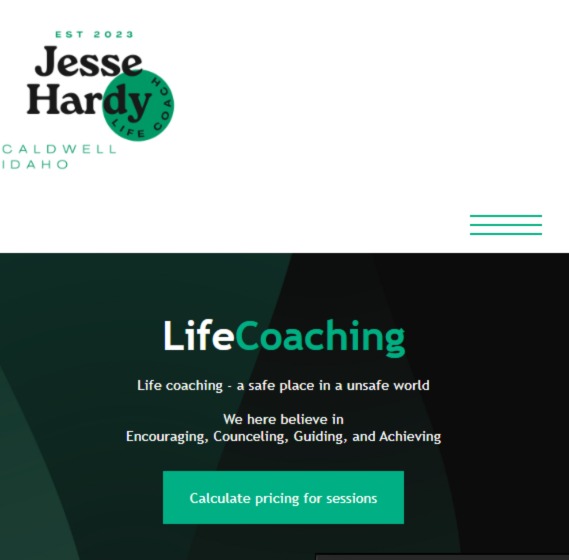 EST 2023
Jesse
Hardy
LIFE COACH
CALDWELL
IDAHO
LifeCoaching
Life coaching - a safe place in a unsafe world
We here believe in
Encouraging, Counceling, Guiding, and Achieving
Calculate pricing for sessions